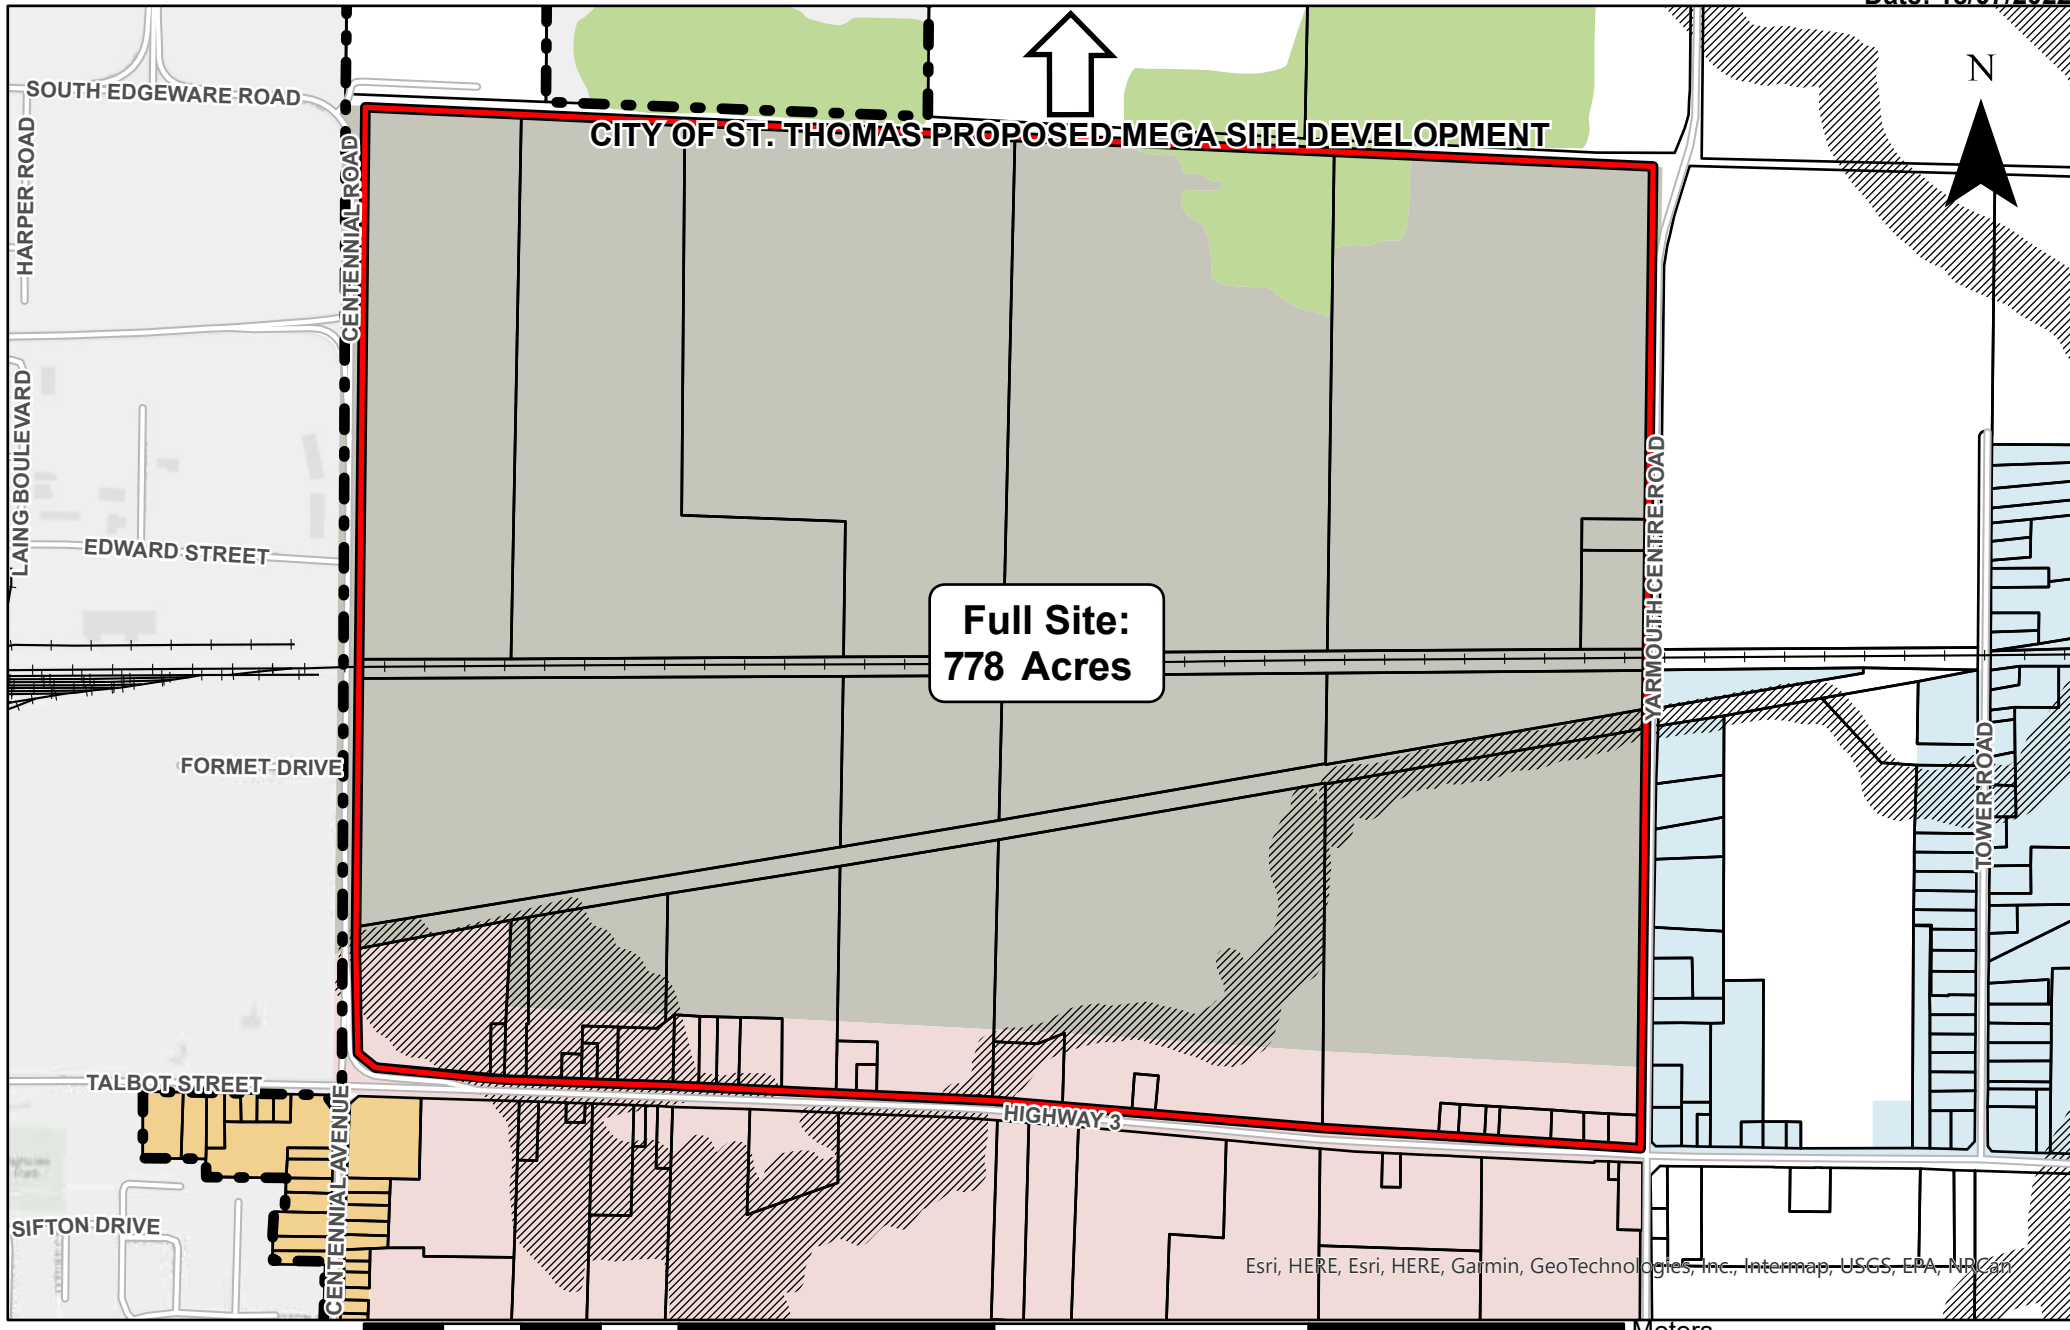 N
SOUTH EDGEWARE ROAD
HARPER ROAD
CENTENNIAL ROAD
CITY OF ST. THOMAS PROPOSED MEGA SITE DEVELOPMENT
LAING BOULEVARD
EDWARD STREET
YARMOUTH CENTRE ROAD
Full Site:
778 Acres
FORMET DRIVE
TOWER ROAD
TALBOT STREET
HIGHWAY 3
CENTENNIAL AVENUE
SIFTON DRIVE
Esri, HERE, Esri, HERE, Garmin, GeoTechnologies, Inc., Intermap, USGS, EPA, NRCan
Meters